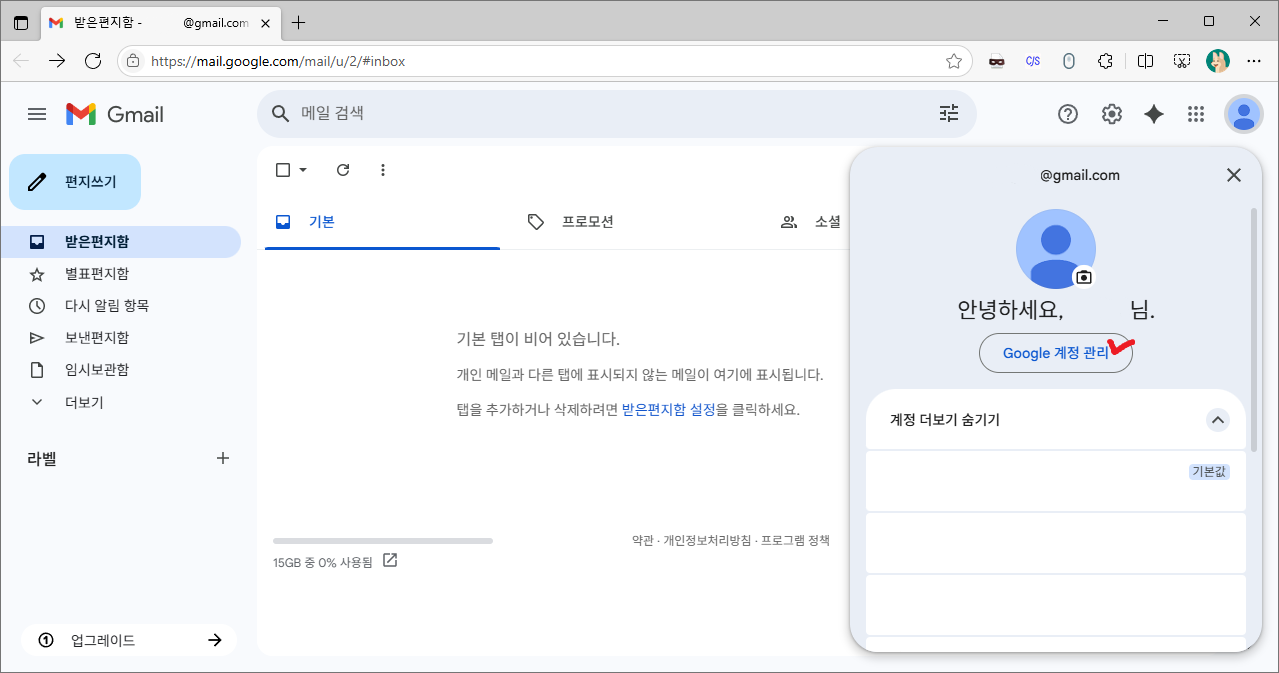 받은편지함 - @gmail.com
https://mail.google.com/mail/u/2/#inbox
C/S
Gmail
메일 검색
편지쓰기
받은편지함
별표편지함
다시 알림 항목
보낸편지함
임시보관함
더보기
라벨
업그레이드
기본
프로모션
소셜
기본 탭이 비어 있습니다.
개인 메일과 다른 탭에 표시되지 않는 메일이 여기에 표시됩니다.
탭을 추가하거나 삭제하려면 받은편지함 설정을 클릭하세요.
15GB 중 0% 사용됨
약관 · 개인정보처리방침 · 프로그램 정책
@gmail.com
안녕하세요, 님.
Google 계정 관리
계정 더보기 숨기기
기본값